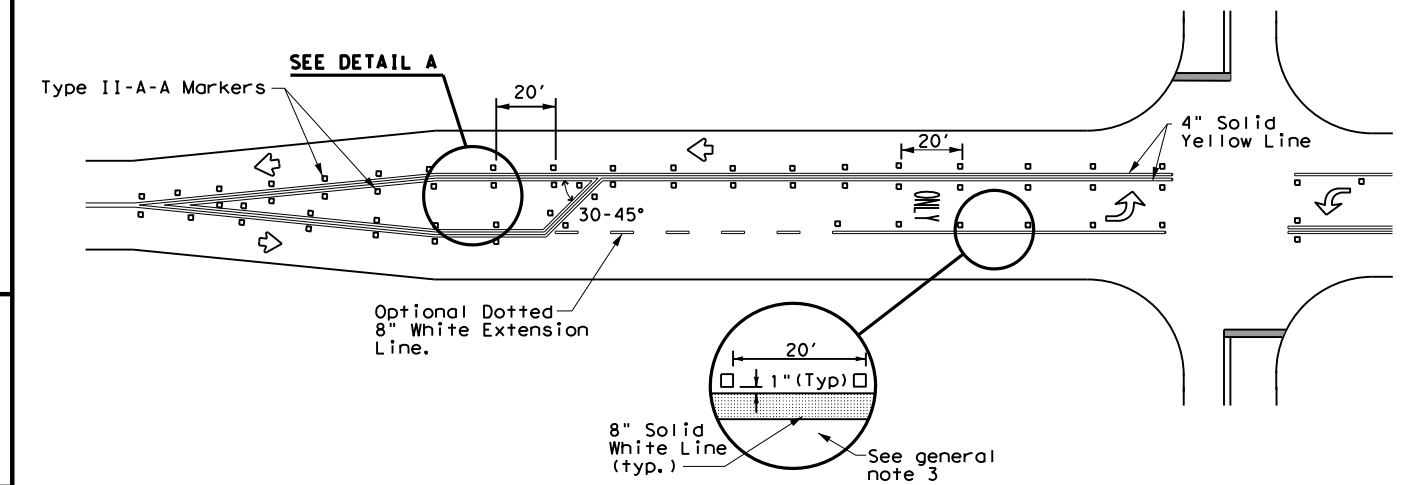 SEE DETAIL A
Type II-A-A Markers
20'
20'
4" Solid
Yellow Line
30-45°
ONLY
Optional Dotted
8" White Extension
Line.
20'
1"(Typ)
8" Solid
White Line
(typ.)
See general
note 3